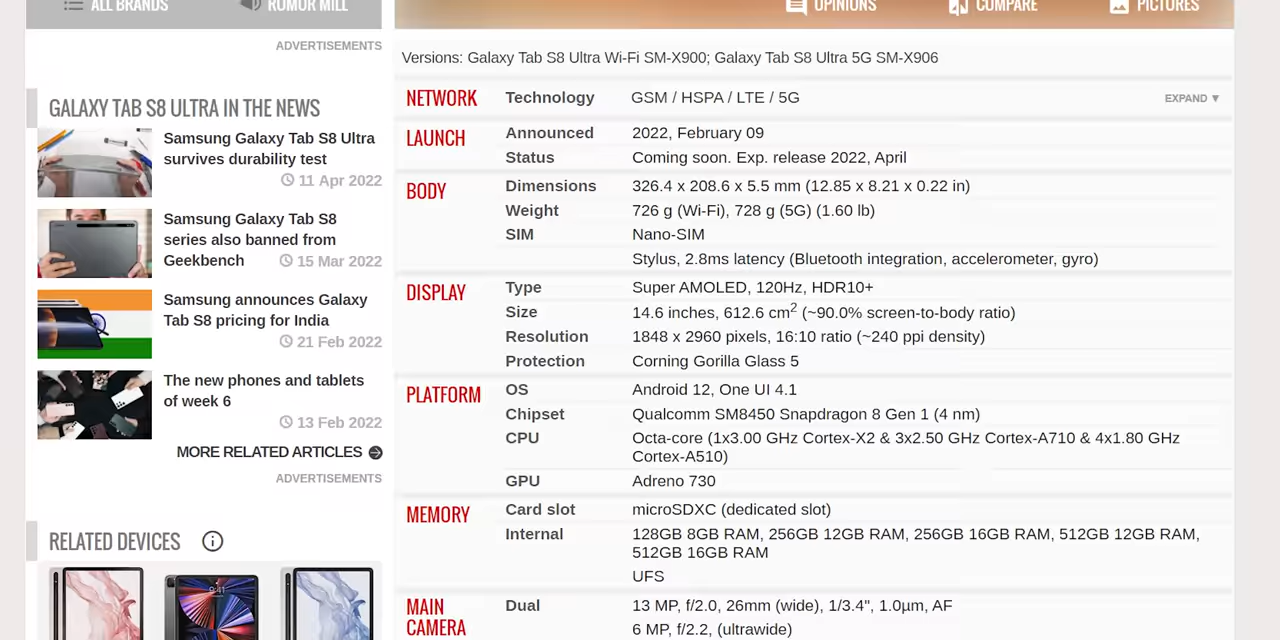 ALL BRANDS
RUMOR MILL
OPINIONS
COMPARE
PICTURES
ADVERTISEMENTS
GALAXY TAB S8 ULTRA IN THE NEWS
Samsung Galaxy Tab S8 Ultra
survives durability test
11 Apr 2022
Samsung Galaxy Tab S8
series also banned from
Geekbench
15 Mar 2022
Samsung announces Galaxy
Tab S8 pricing for India
21 Feb 2022
The new phones and tablets
of week 6
13 Feb 2022
MORE RELATED ARTICLES
ADVERTISEMENTS
RELATED DEVICES
9:41
Versions: Galaxy Tab S8 Ultra Wi-Fi SM-X900; Galaxy Tab S8 Ultra 5G SM-X906
NETWORK Technology GSM / HSPA / LTE / 5G EXPAND ▼
LAUNCH Announced 2022, February 09
Status Coming soon. Exp. release 2022, April
BODY Dimensions 326.4 x 208.6 x 5.5 mm (12.85 x 8.21 x 0.22 in)
Weight 726 g (Wi-Fi), 728 g (5G) (1.60 lb)
SIM Nano-SIM
Stylus, 2.8ms latency (Bluetooth integration, accelerometer, gyro)
DISPLAY Type Super AMOLED, 120Hz, HDR10+
Size 14.6 inches, 612.6 cm² (~90.0% screen-to-body ratio)
Resolution 1848 x 2960 pixels, 16:10 ratio (~240 ppi density)
Protection Corning Gorilla Glass 5
PLATFORM OS Android 12, One UI 4.1
Chipset Qualcomm SM8450 Snapdragon 8 Gen 1 (4 nm)
CPU Octa-core (1x3.00 GHz Cortex-X2 & 3x2.50 GHz Cortex-A710 & 4x1.80 GHz
Cortex-A510)
GPU Adreno 730
MEMORY Card slot microSDXC (dedicated slot)
Internal 128GB 8GB RAM, 256GB 12GB RAM, 256GB 16GB RAM, 512GB 12GB RAM,
512GB 16GB RAM
UFS
MAIN CAMERA Dual 13 MP, f/2.0, 26mm (wide), 1/3.4", 1.0µm, AF
6 MP, f/2.2, (ultrawide)